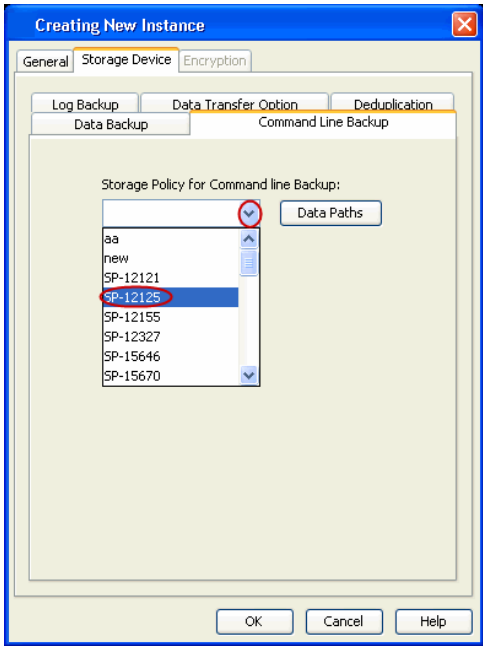 Creating New Instance
General Storage Device Encryption
Log Backup Data Transfer Option Deduplication
Data Backup Command Line Backup
Storage Policy for Command line Backup:
Data Paths
aa
new
SP-12121
SP-12125
SP-12155
SP-12327
SP-15646
SP-15670
OK Cancel Help